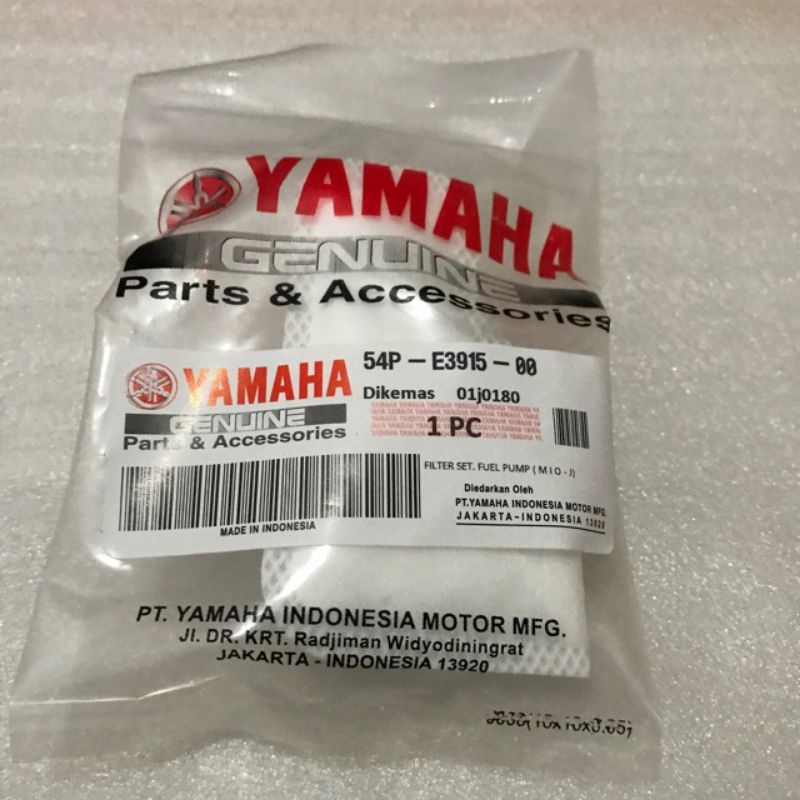 YAMAHA
GENUINE
Parts & Accessories
YAMAHA
GENUINE
Parts & Accessories
54P-E3915-00
Dikemas 01j0180
1 PC
FILTER SET. FUEL PUMP ( M I O - J)
MADE IN INDONESIA
Diedarkan Oleh
PT.YAMAHA INDONESIA MOTOR MFG.
JAKARTA-INDONESIA 13920
PT. YAMAHA INDONESIA MOTOR MFG.
Jl. DR. KRT. Radjiman Widyodiningrat
JAKARTA - INDONESIA 13920